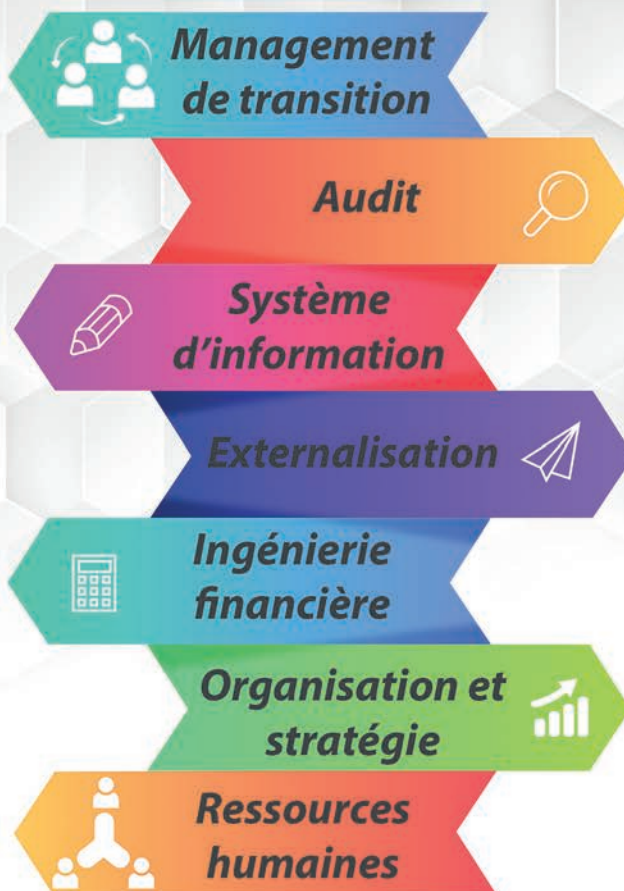 Management
de transition
Audit
Système
d’information
Externalisation
Ingénierie
financière
Organisation et
stratégie
Ressources
humaines